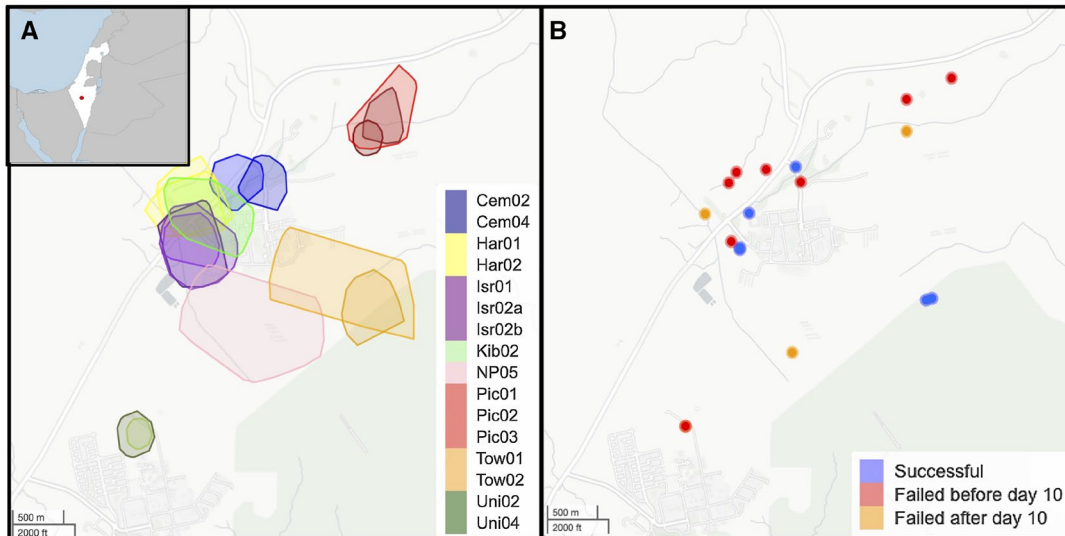 A
B
Cem02
Cem04
Har01
Har02
Isr01
Isr02a
Isr02b
Kib02
NP05
Pic01
Pic02
Pic03
Tow01
Tow02
Uni02
Uni04
500 m
2000 ft
Successful
Failed before day 10
Failed after day 10
500 m
2000 ft